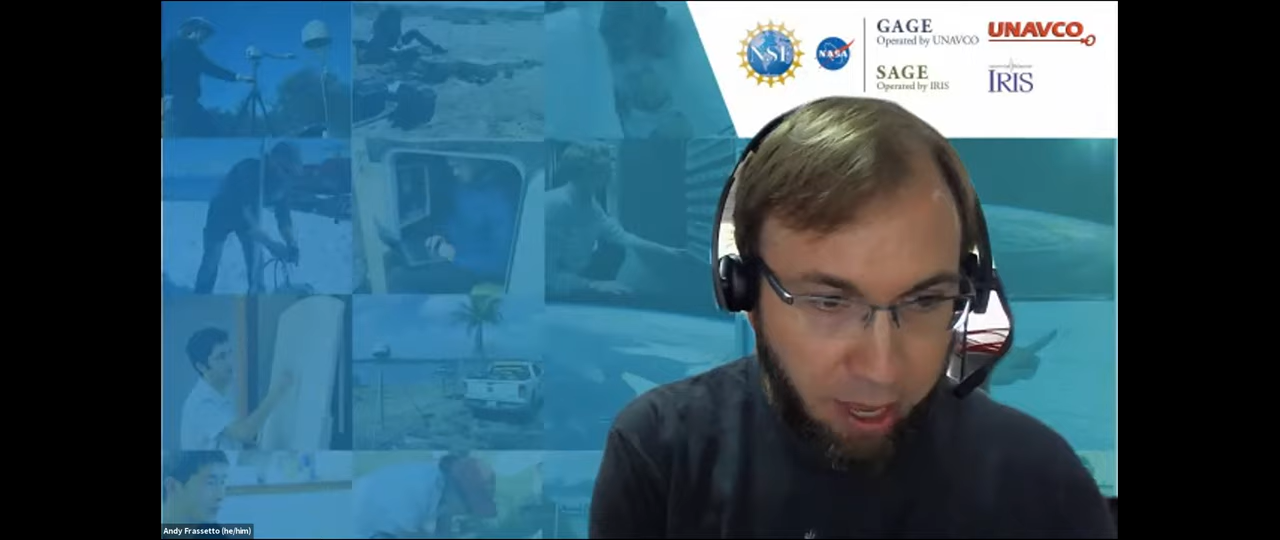 NSF
NASA
GAGE
Operated by UNAVCO
UNAVCO
SAGE
Operated by IRIS
IRIS
Andy Frassetto (he/him)